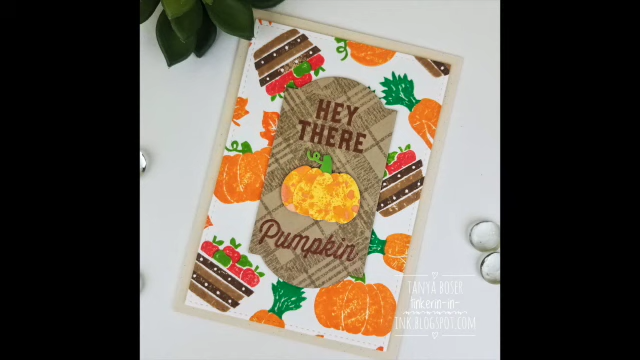 HEY
THERE
Pumpkin
TANYA BOSER
tinkerin-in-
INK.BLOGSPOT.COM